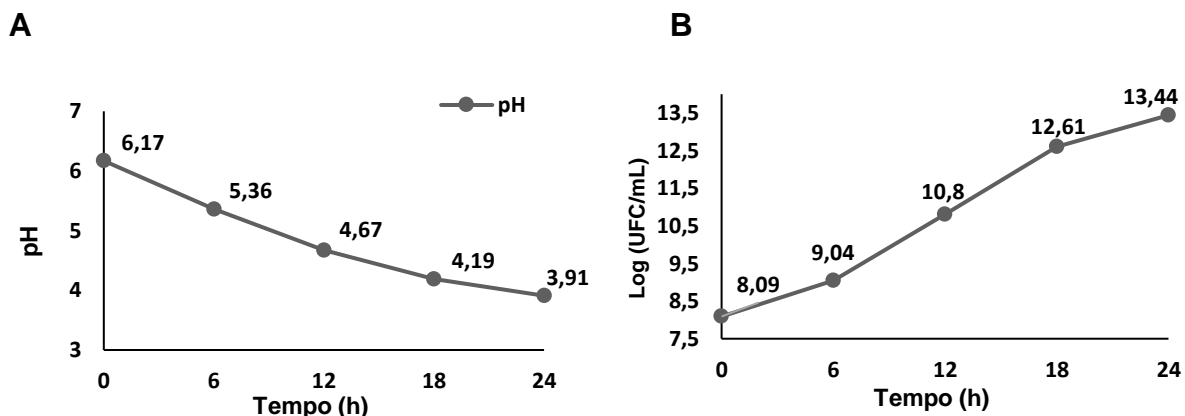 A
pH
7
6
5
4
3
6,17
5,36
4,67
4,19
3,91
0 6 12 18 24
Tempo (h)
pH
B
13,5
12,5
11,5
10,5
9,5
8,5
7,5
8,09
9,04
10,8
12,61
13,44
0 6 12 18 24
Tempo (h)
Log (UFC/mL)